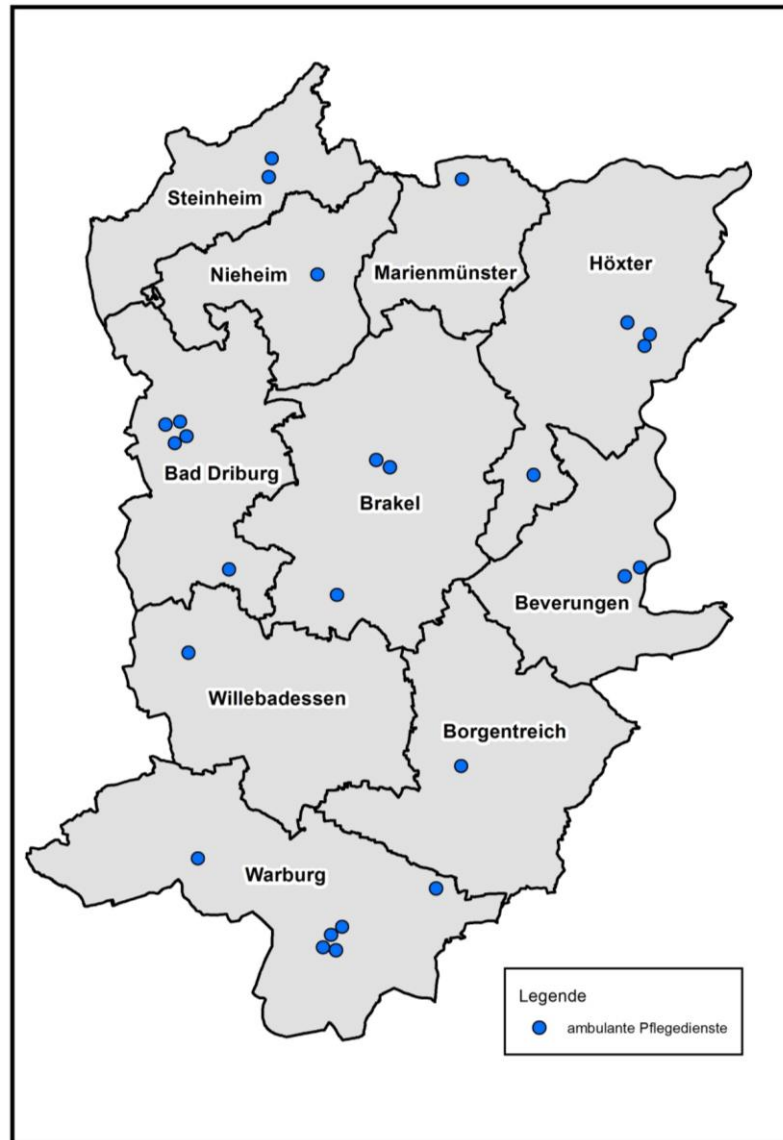 Steinheim
Nieheim
Marienmünster
Höxter
Bad Driburg
Brakel
Beverungen
Willebadessen
Borgentreich
Warburg
Legende
ambulante Pflegedienste